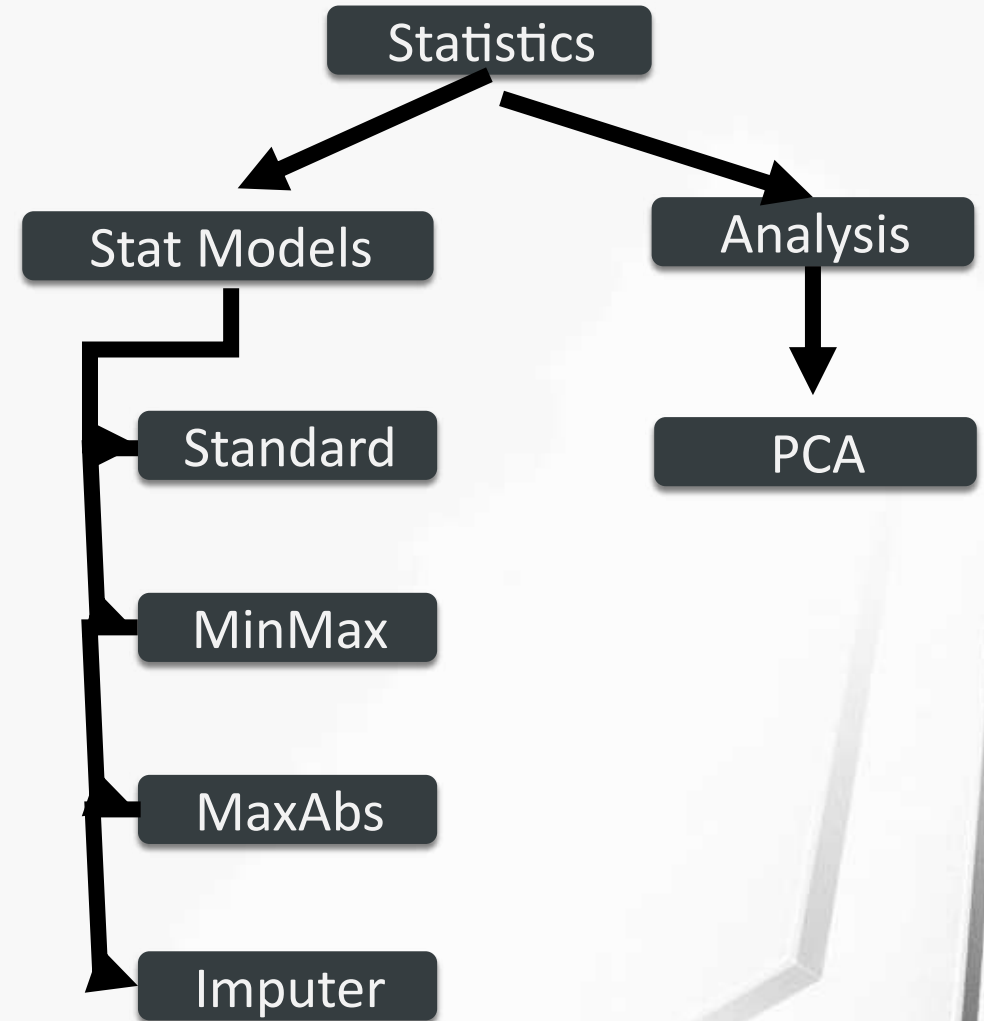 Statistics
Stat Models
Analysis
Standard
PCA
MinMax
MaxAbs
Imputer